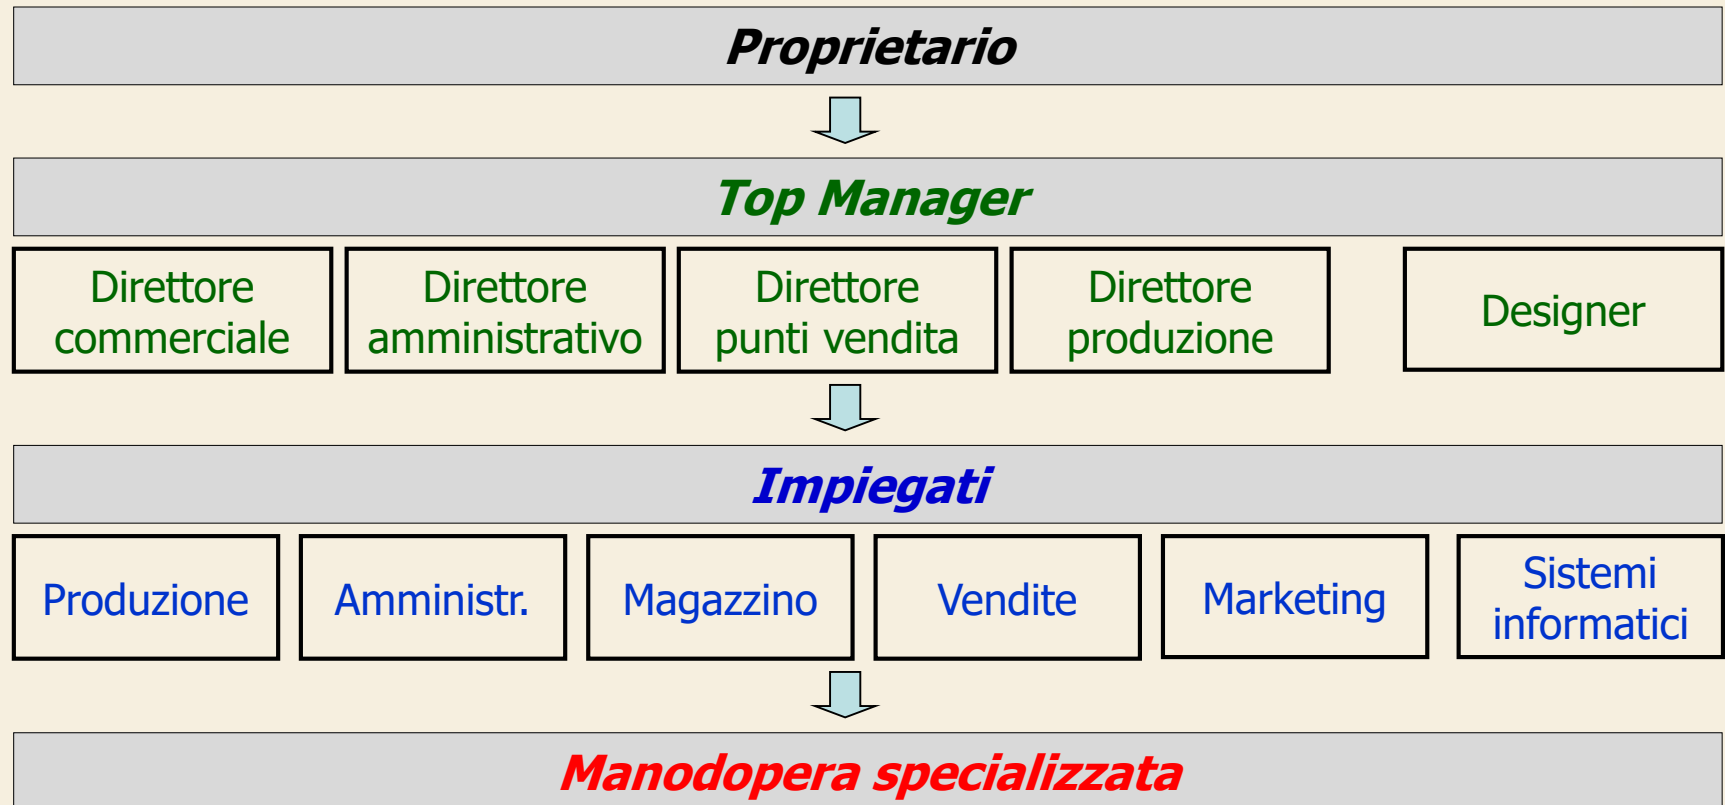 Proprietario
Top Manager
Direttore
commerciale
Direttore
amministrativo
Direttore
punti vendita
Direttore
produzione
Designer
Impiegati
Produzione
Amministr.
Magazzino
Vendite
Marketing
Sistemi
informatici
Manodopera specializzata